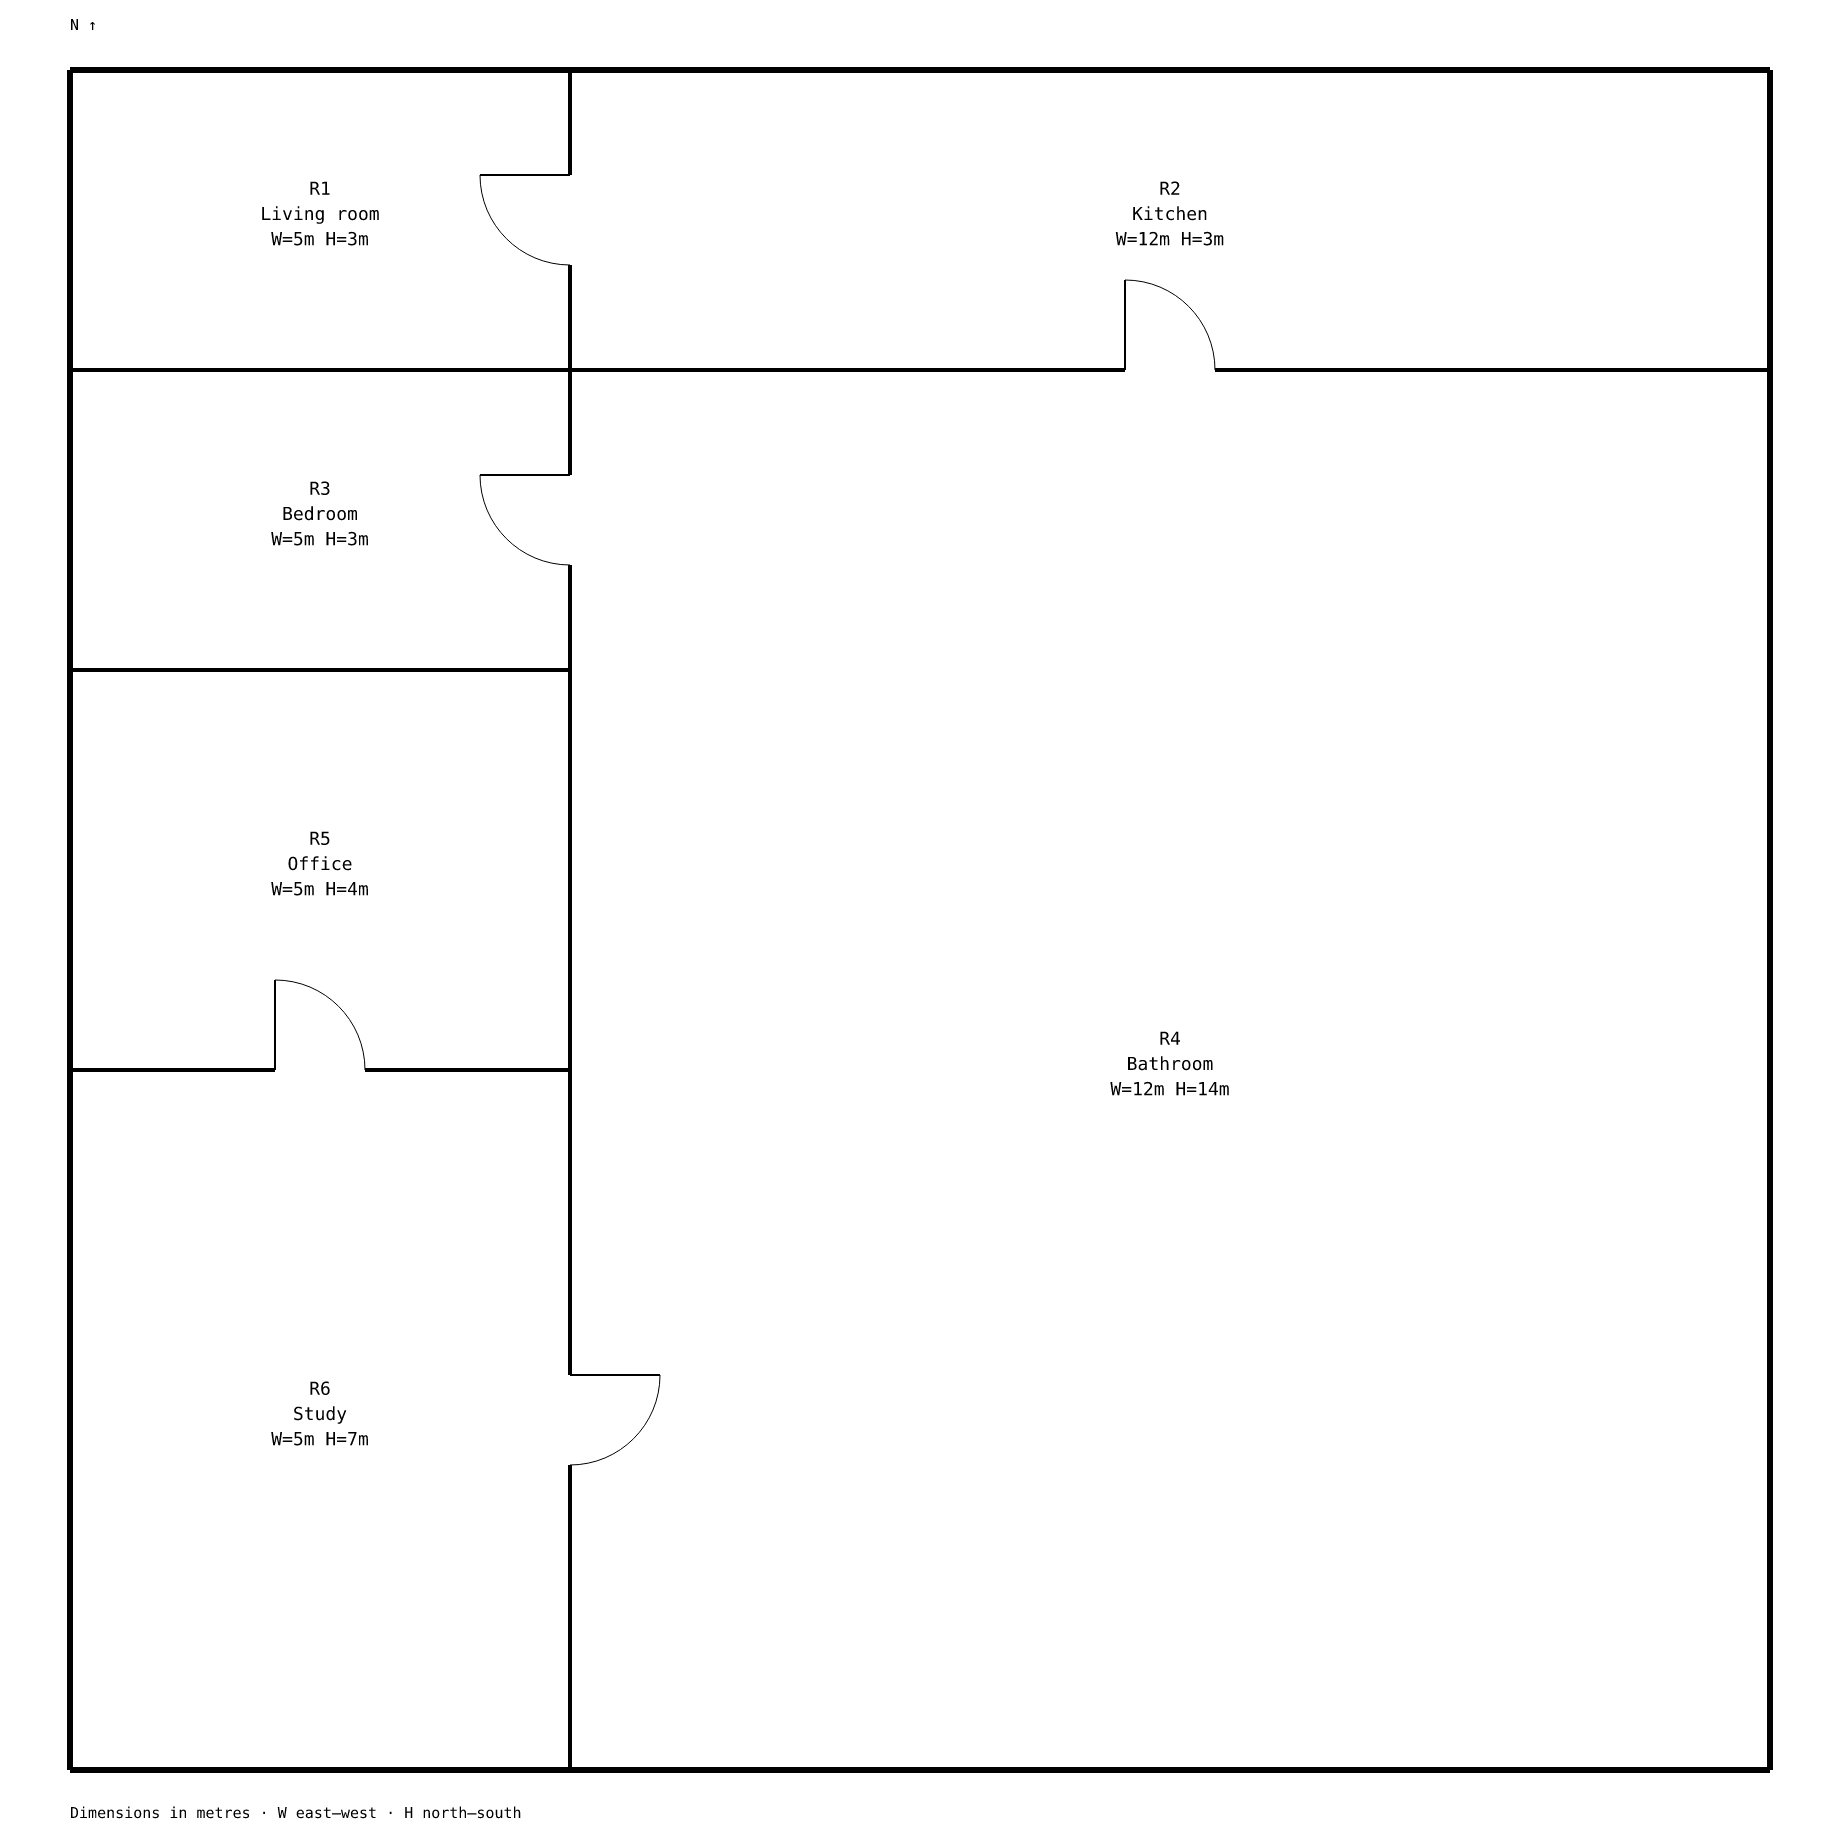 N ↑
R1
Living room
W=5m H=3m
R2
Kitchen
W=12m H=3m
R3
Bedroom
W=5m H=3m
R5
Office
W=5m H=4m
R4
Bathroom
W=12m H=14m
R6
Study
W=5m H=7m
Dimensions in metres · W east–west · H north–south